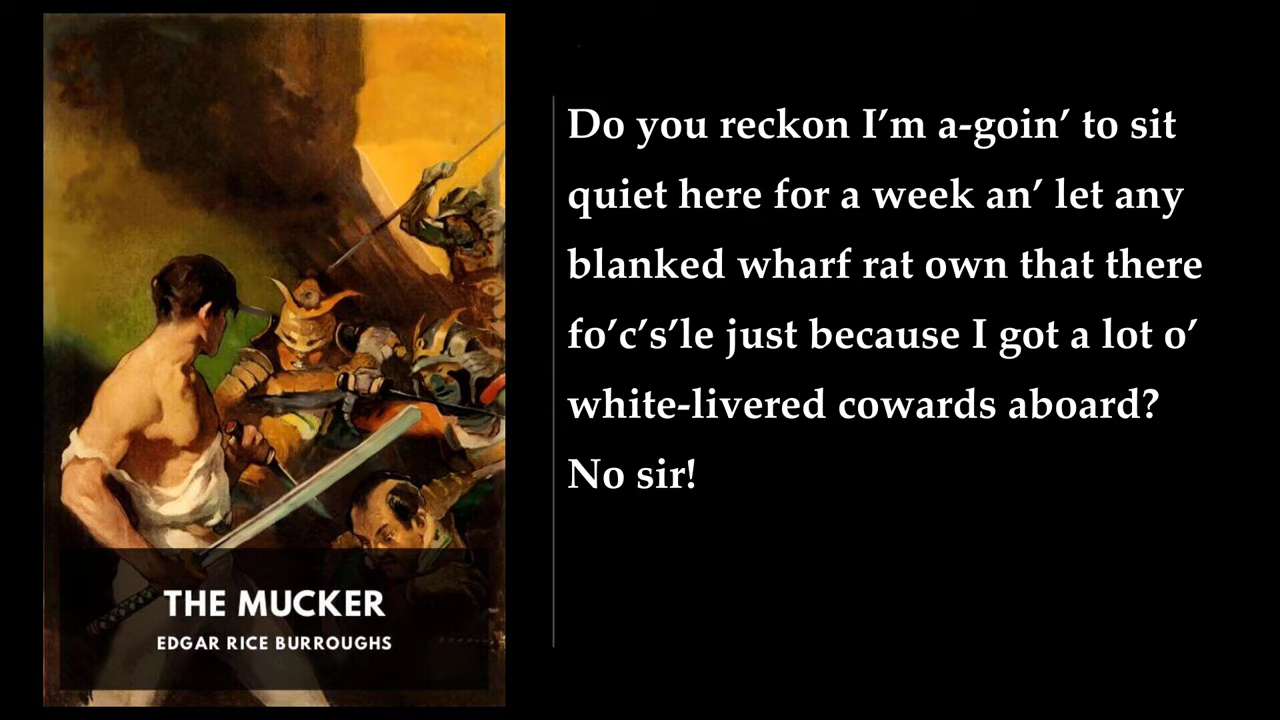 THE MUCKER
EDGAR RICE BURROUGHS
Do you reckon I’m a-goin’ to sit
quiet here for a week an’ let any
blanked wharf rat own that there
fo’c’s’le just because I got a lot o’
white-livered cowards aboard?
No sir!